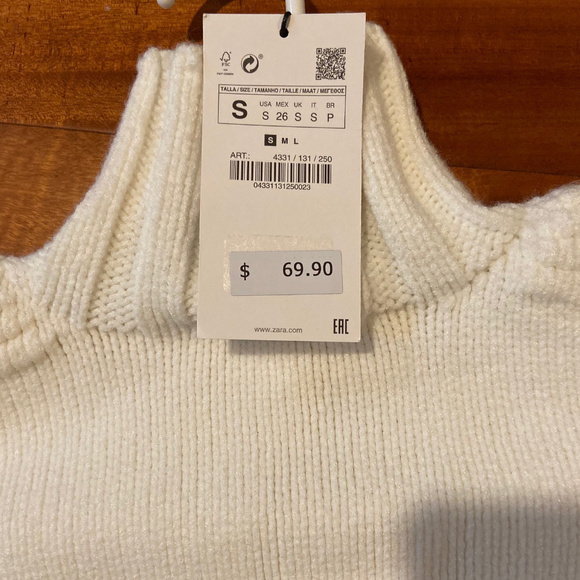 FSC
®
TALLA / SIZE / TAMANHO / TAILLE / MAAT / ΜΕΓΕΘΟΣ
S
USA MEX UK IT BR
S 26 S S P
S M L
ART.: 4331 / 131 / 250
04331131250023
$ 69.90
www.zara.com
EAC